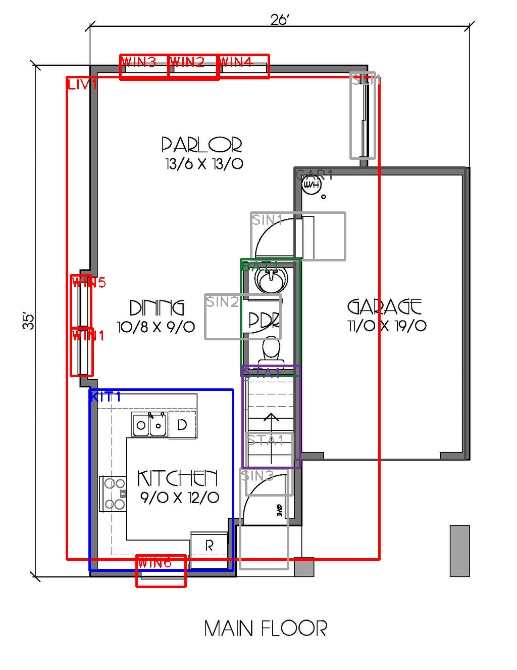 26'
WIN3 WIN2 WIN4
LIV1
PARLOR
13/6 X 13/0
GAR1
W/H
SIN1
WIN5
SIN2
DINING
10/8 X 9/0
PDR
GARAGE
11/0 X 19/0
35'
WIN1
KIT1
D
STA1
SIN3
KITCHEN
9/0 X 12/0
R
WIN6
MAIN FLOOR